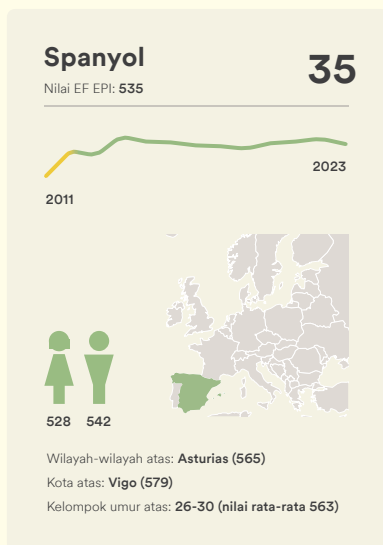 Spanyol
35
Nilai EF EPI: 535
2023
2011
528 542
Wilayah-wilayah atas: Asturias (565)
Kota atas: Vigo (579)
Kelompok umur atas: 26-30 (nilai rata-rata 563)